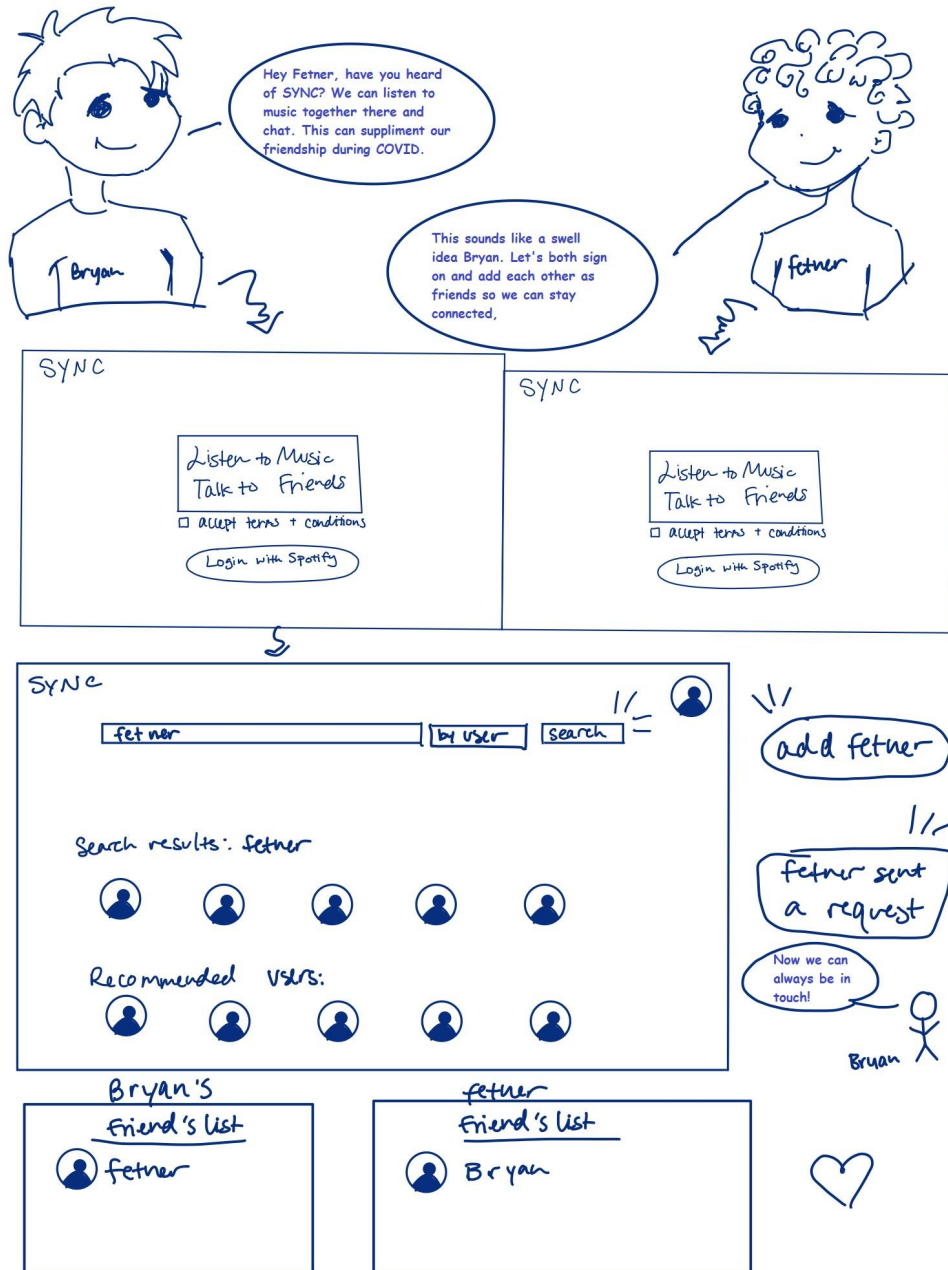 Hey Fetner, have you heard
of SYNC? We can listen to
music together there and
chat. This can suppliment our
friendship during COVID.
This sounds like a swell
idea Bryan. Let's both sign
on and add each other as
friends so we can stay
connected,
Bryan
fetner
SYNC
Listen to Music
Talk to Friends
accept terms + conditions
Login with Spotify
SYNC
Listen to Music
Talk to Friends
accept terms + conditions
Login with Spotify
SYNC
fetner
by user
search
add fetner
Search results: fetner
fetner sent
a request
Recommended users:
Now we can
always be in
touch!
Bryan
Bryan's
Friend's list
fetner
fetner
Friend's list
Bryan